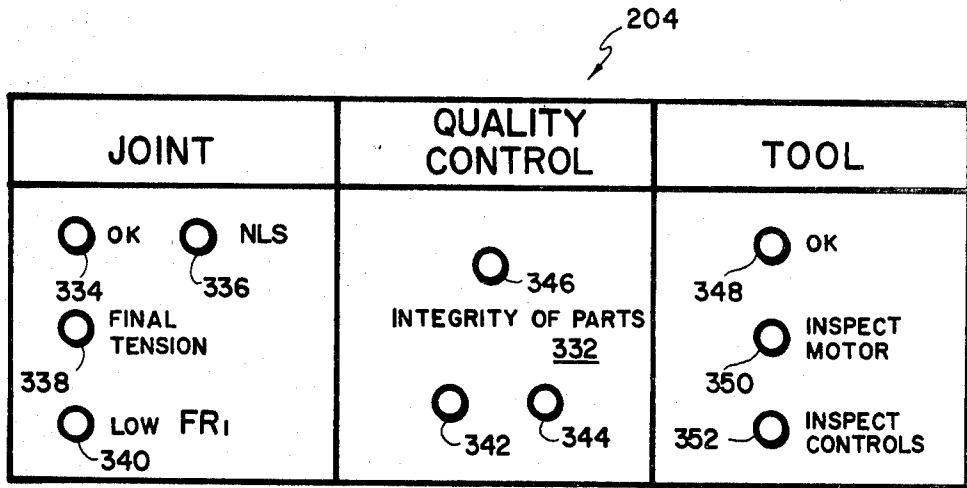 204
JOINT
QUALITY
CONTROL
TOOL
OK
NLS
334
336
FINAL
TENSION
338
LOW FR1
340
346
INTEGRITY OF PARTS
332
342
344
OK
348
INSPECT
MOTOR
350
352
INSPECT
CONTROLS